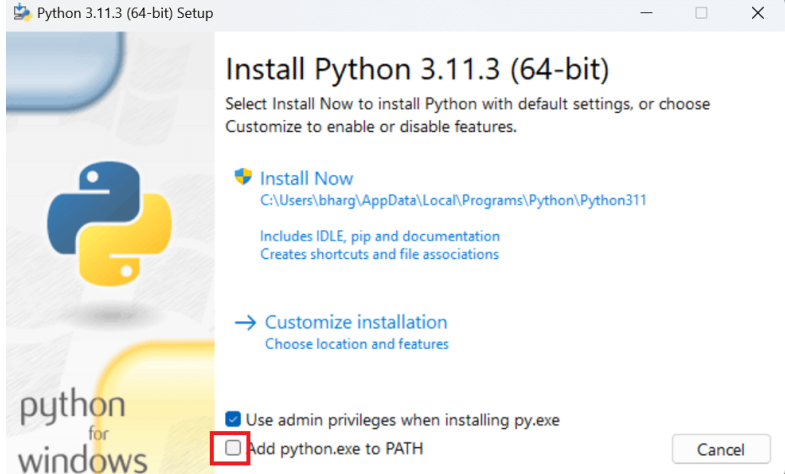 Python 3.11.3 (64-bit) Setup
Install Python 3.11.3 (64-bit)
Select Install Now to install Python with default settings, or choose
Customize to enable or disable features.
Install Now
C:\Users\bharg\AppData\Local\Programs\Python\Python311
Includes IDLE, pip and documentation
Creates shortcuts and file associations
Customize installation
Choose location and features
Use admin privileges when installing py.exe
Add python.exe to PATH
Cancel
python
for
windows